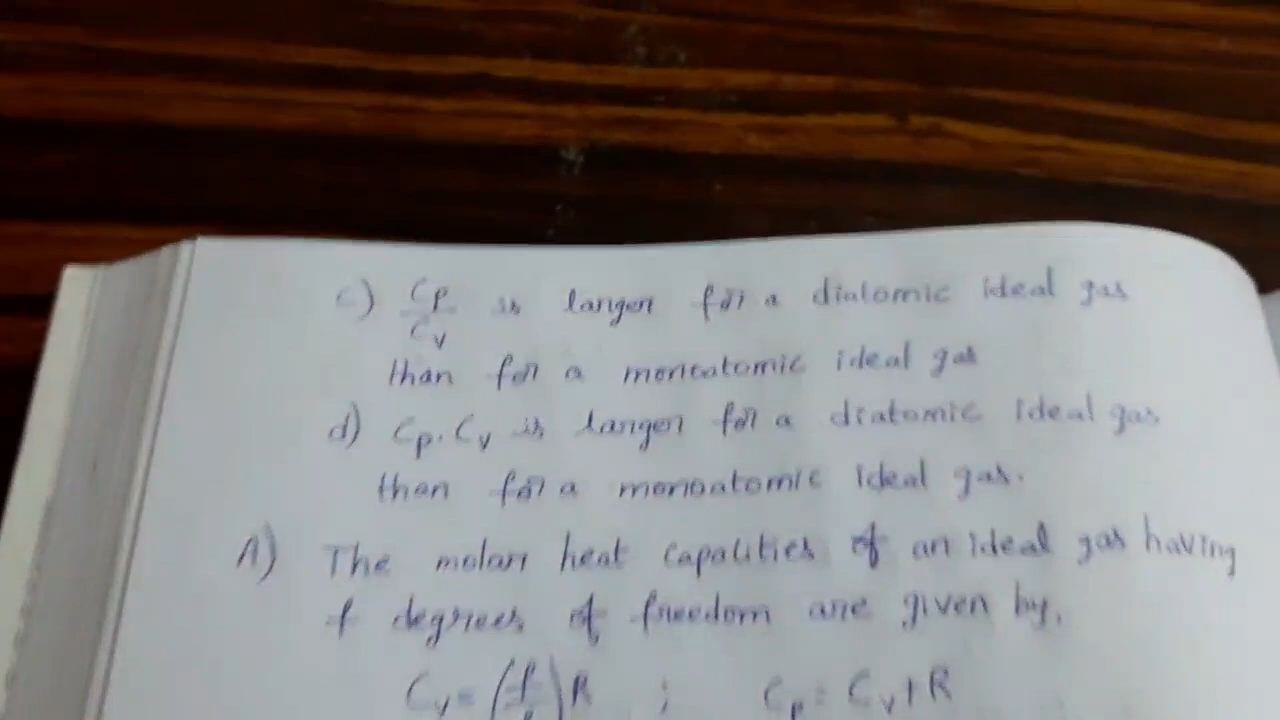 c) Cp/Cv is larger for a diatomic ideal gas
than for a monoatomic ideal gas
d) Cp.Cv is larger for a diatomic ideal gas
than for a monoatomic ideal gas.
A) The molar heat capacities of an ideal gas having
f degrees of freedom are given by,
Cv = (f/2)R ; Cp = Cv + R